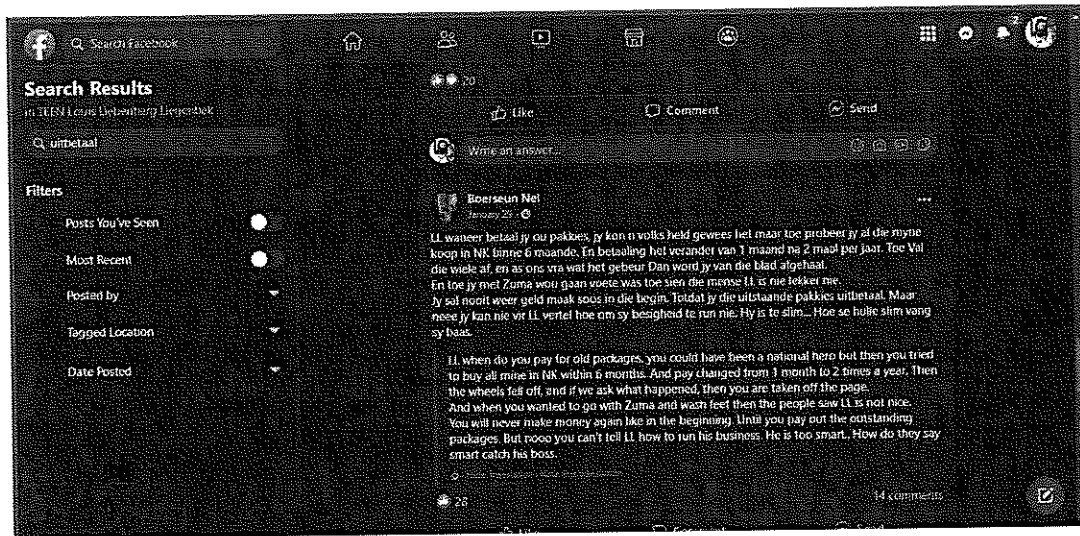 Search Facebook
2
Search Results
in TEEN Louis Liebenberg Liegenbek
uitbetaal
Filters
Posts You've Seen
Most Recent
Posted by
Tagged Location
Date Posted
20
Like Comment Send
Write an answer...
Boerseun Nel
January 29
LL waneer betaal jy ou pakkies, jy kon n volks held gewees het maar toe probeer jy al die myne
koop in NK binne 6 maande. En betaaling het verander van 1 maand na 2 maal per jaar. Toe Val
die wiele af, en as ons vra wat het gebeur Dan word jy van die blad afgehaal.
En toe jy met Zuma wou gaan voete was toe sien die mense LL is nie lekker nie.
Jy sal nooit weer geld maak soos in die begin. Totdat jy die uitstaande pakkies uitbetaal. Maar
neee jy kan nie vir LL vertel hoe om sy besigheid te run nie. Hy is te slim... Hoe se hulle slim vang
sy baas.
LL when do you pay for old packages, you could have been a national hero but then you tried
to buy all mine in NK within 6 months. And pay changed from 1 month to 2 times a year. Then
the wheels fell off, and if we ask what happened, then you are taken off the page.
And when you wanted to go with Zuma and wash feet then the people saw LL is not nice.
You will never make money again like in the beginning. Until you pay out the outstanding
packages. But nooo you can't tell LL how to run his business. He is too smart.. How do they say
smart catch his boss.
28
14 comments